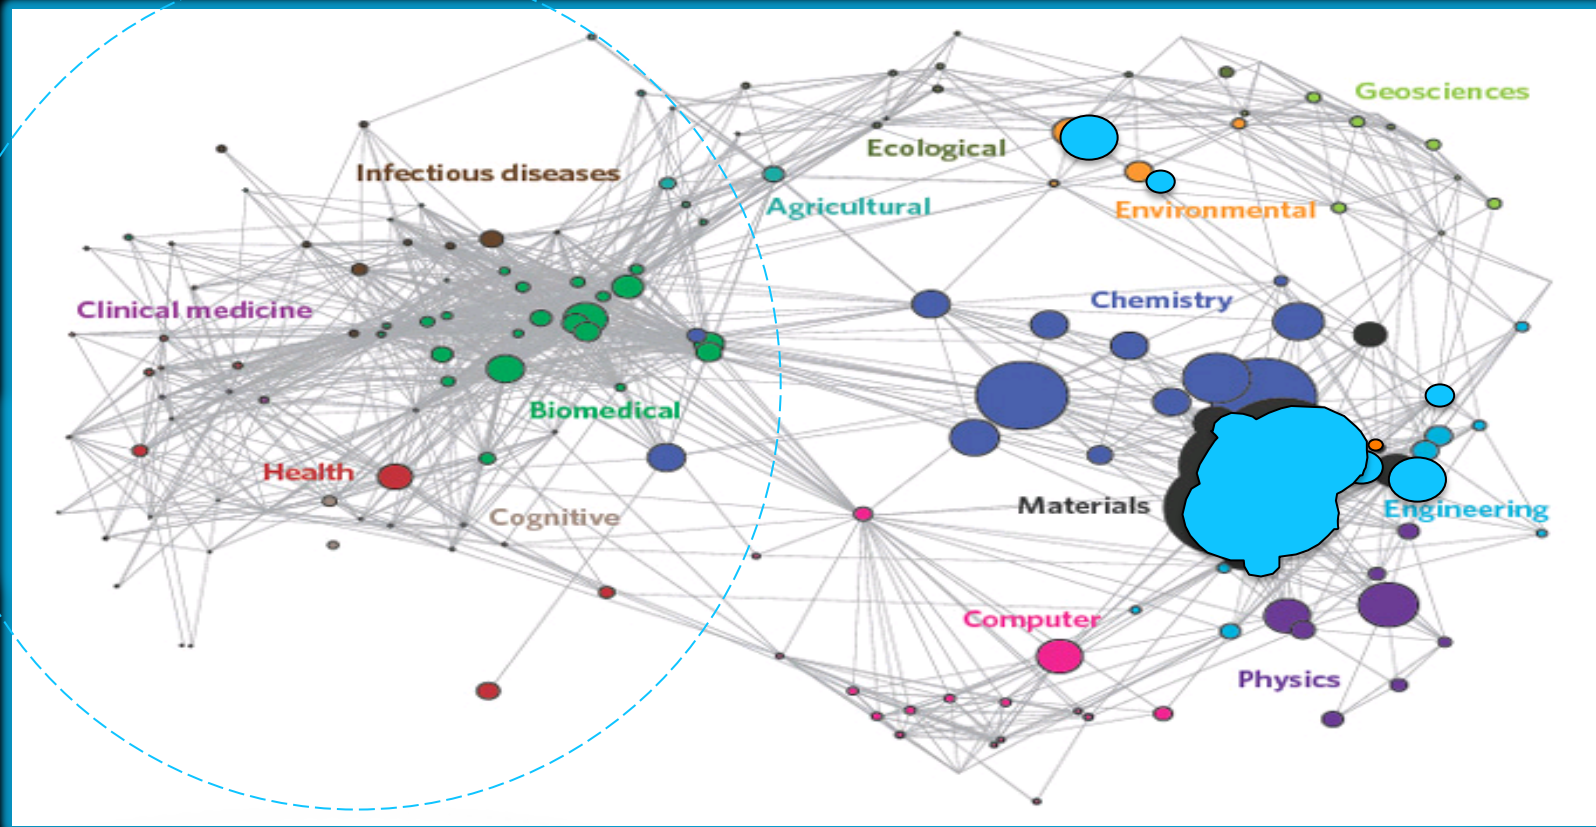 Geosciences
Ecological
Infectious diseases
Agricultural
Environmental
Clinical medicine
Chemistry
Biomedical
Health
Cognitive
Materials
Engineering
Computer
Physics